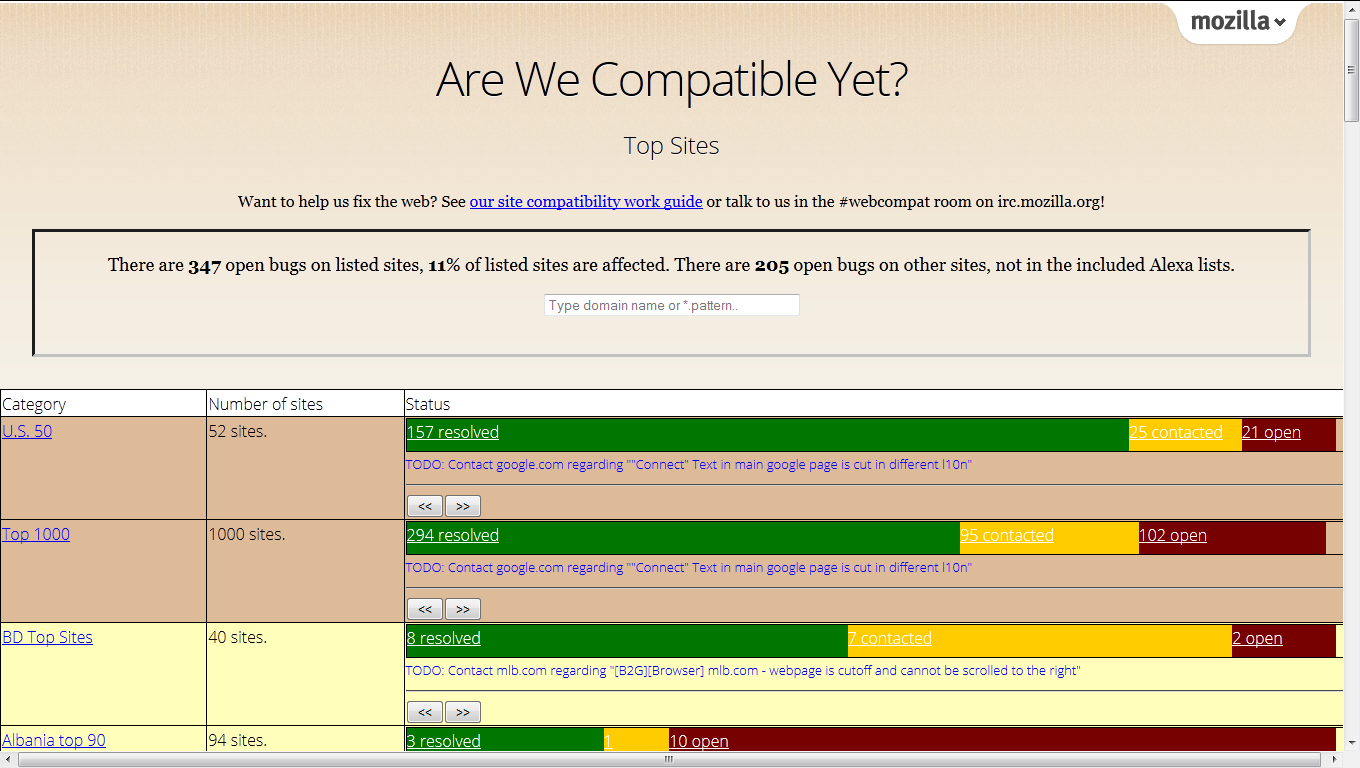 mozilla
Are We Compatible Yet?
Top Sites
Want to help us fix the web? See our site compatibility work guide or talk to us in the #webcompat room on irc.mozilla.org!
There are 347 open bugs on listed sites, 11% of listed sites are affected. There are 205 open bugs on other sites, not in the included Alexa lists.
Type domain name or *.pattern..
Category Number of sites Status
U.S. 50 52 sites. 157 resolved 25 contacted 21 open
TODO: Contact google.com regarding ""Connect" Text in main google page is cut in different l10n"
<< >>
Top 1000 1000 sites. 294 resolved 95 contacted 102 open
TODO: Contact google.com regarding ""Connect" Text in main google page is cut in different l10n"
<< >>
BD Top Sites 40 sites. 8 resolved 7 contacted 2 open
TODO: Contact mlb.com regarding "[B2G][Browser] mlb.com - webpage is cutoff and cannot be scrolled to the right"
<< >>
Albania top 90 94 sites. 3 resolved 1 10 open